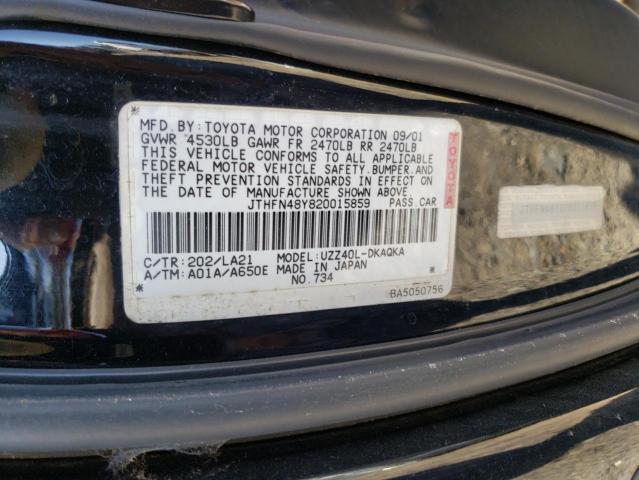 MFD. BY: TOYOTA MOTOR CORPORATION 09/01
GVWR 4530LB GAWR FR 2470LB RR 2470LB
THIS VEHICLE CONFORMS TO ALL APPLICABLE
FEDERAL MOTOR VEHICLE SAFETY, BUMPER, AND
THEFT PREVENTION STANDARDS IN EFFECT ON
THE DATE OF MANUFACTURE SHOWN ABOVE.
JTHFN48Y820015859 PASS.CAR
TOYOTA
C/TR: 202/LA21 MODEL: UZZ40L-DKAQKA
A/TM: A01A/A650E MADE IN JAPAN
NO.734
BA5050756